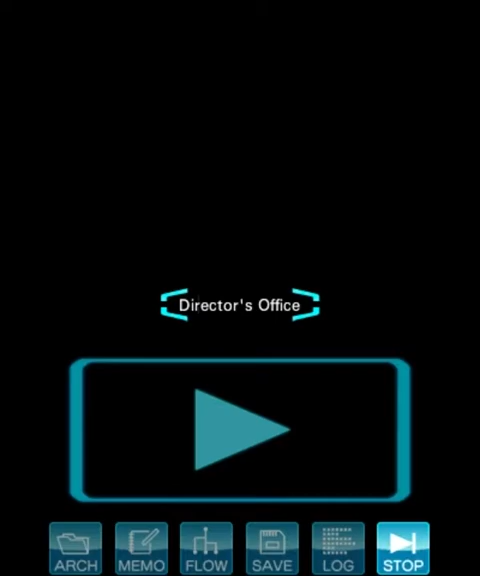 Director's Office
ARCH
MEMO
FLOW
SAVE
LOG
STOP